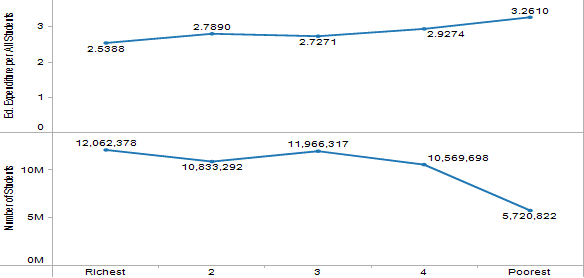 Ed. Expenditure per All Students
3
2
1
0
2.5388
2.7890
2.7271
2.9274
3.2610
Number of Students
10M
5M
0M
12,062,378
10,833,292
11,966,317
10,569,698
5,720,822
Richest 2 3 4 Poorest